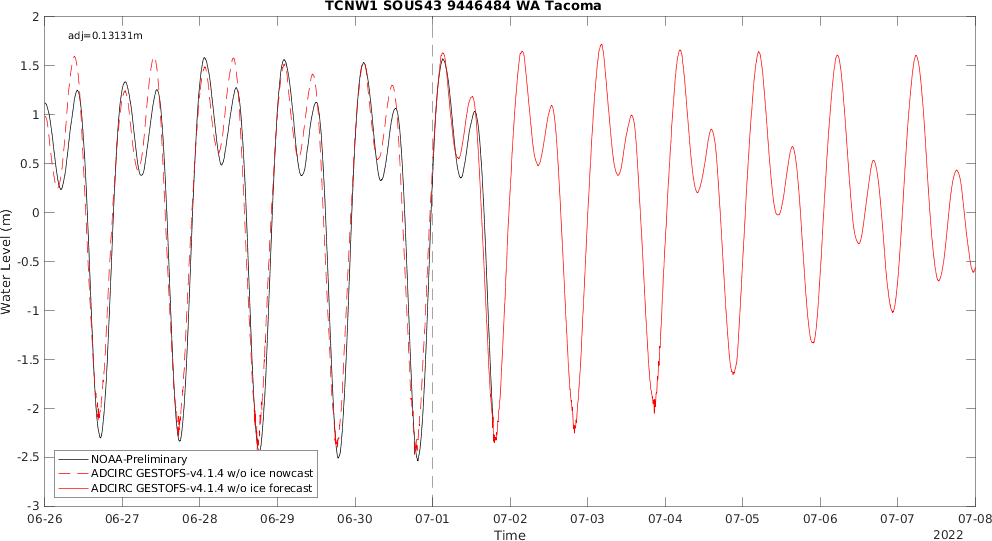 TCNW1 SOUS43 9446484 WA Tacoma
adj=0.13131m
2
1.5
1
0.5
0
-0.5
-1
-1.5
-2
-2.5
-3
Water Level (m)
NOAA-Preliminary
ADCIRC GESTOFS-v4.1.4 w/o ice nowcast
ADCIRC GESTOFS-v4.1.4 w/o ice forecast
06-26 06-27 06-28 06-29 06-30 07-01 07-02 07-03 07-04 07-05 07-06 07-07 07-08
Time
2022